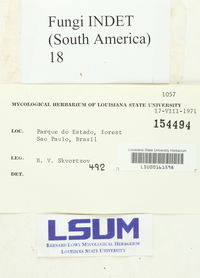 Fungi INDET
(South America)
18
1057
MYCOLOGICAL HERBARIUM OF LOUISIANA STATE UNIVERSITY
17-VIII-1971
154494
LOC: Parque do Estado, forest
Sao Paulo, Brasil
Louisiana State University Herbarium
LEG. B. V. Skvortzov
492
DET.
LSUM
BERNARD LOWY MYCOLOGICAL HERBARIUM
LOUISIANA STATE UNIVERSITY